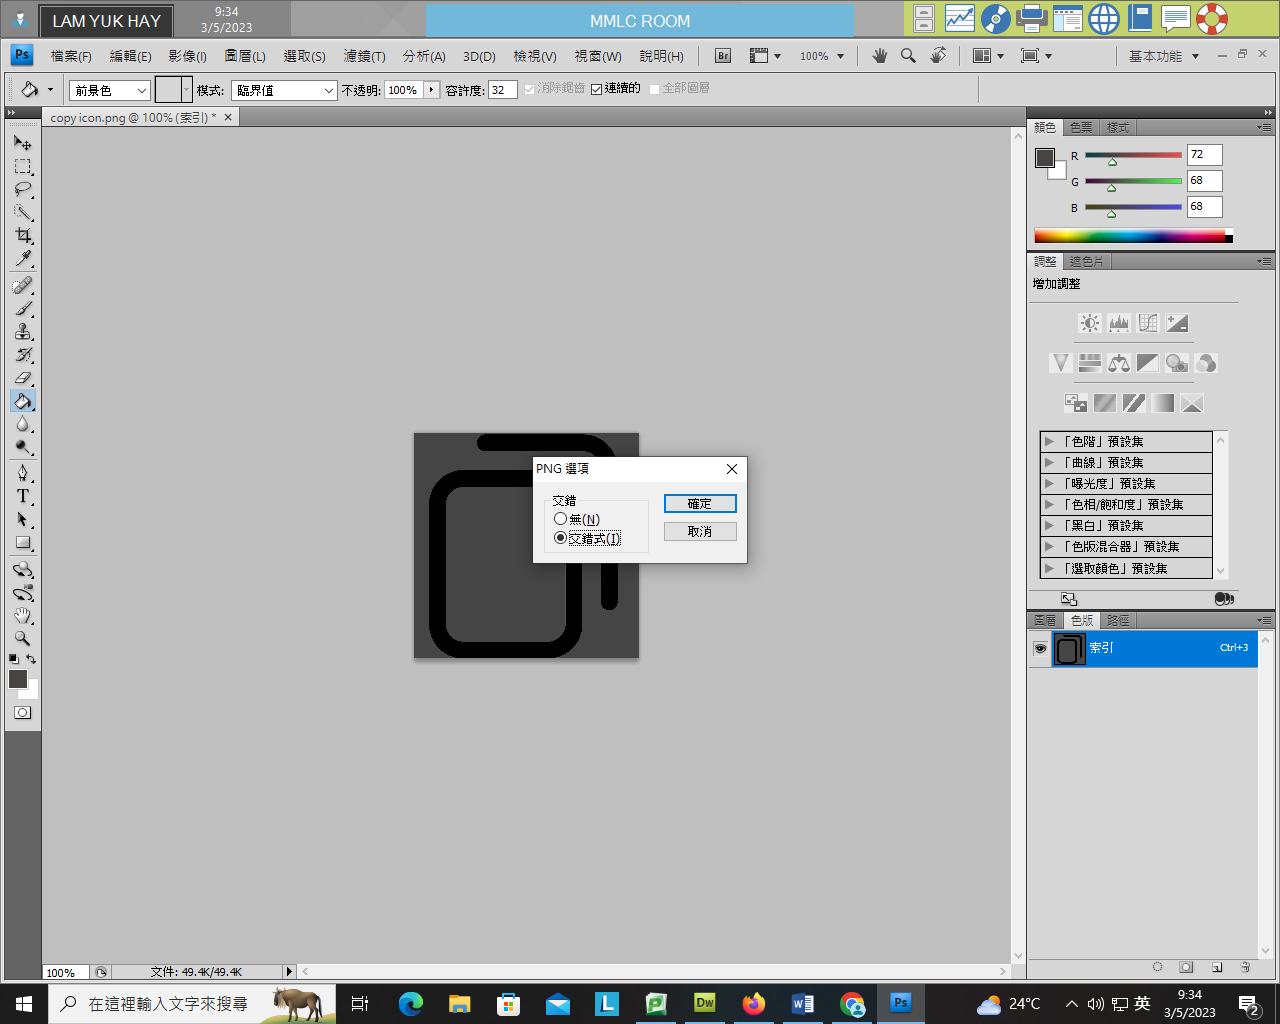 LAM YUK HAY
9:34
3/5/2023
MMLC ROOM
Ps
檔案(F)
編輯(E)
影像(I)
圖層(L)
選取(S)
濾鏡(T)
分析(A)
3D(D)
檢視(V)
視窗(W)
說明(H)
Br
100%
基本功能
前景色
模式:
臨界值
不透明:
100%
容許度:
32
消除鋸齒
連續的
全部圖層
copy icon.png @ 100% (索引) *
顏色
色票
樣式
R
72
G
68
B
68
調整
遮色片
增加調整
「色階」預設集
「曲線」預設集
「曝光度」預設集
「色相/飽和度」預設集
「黑白」預設集
「色版混合器」預設集
「選取顏色」預設集
圖層
色版
路徑
索引
Ctrl+3
PNG 選項
交錯
無(N)
交錯式(I)
確定
取消
T
100%
文件: 49.4K/49.4K
在這裡輸入文字來搜尋
L
Dw
W
Ps
24°C
英
9:34
3/5/2023
2